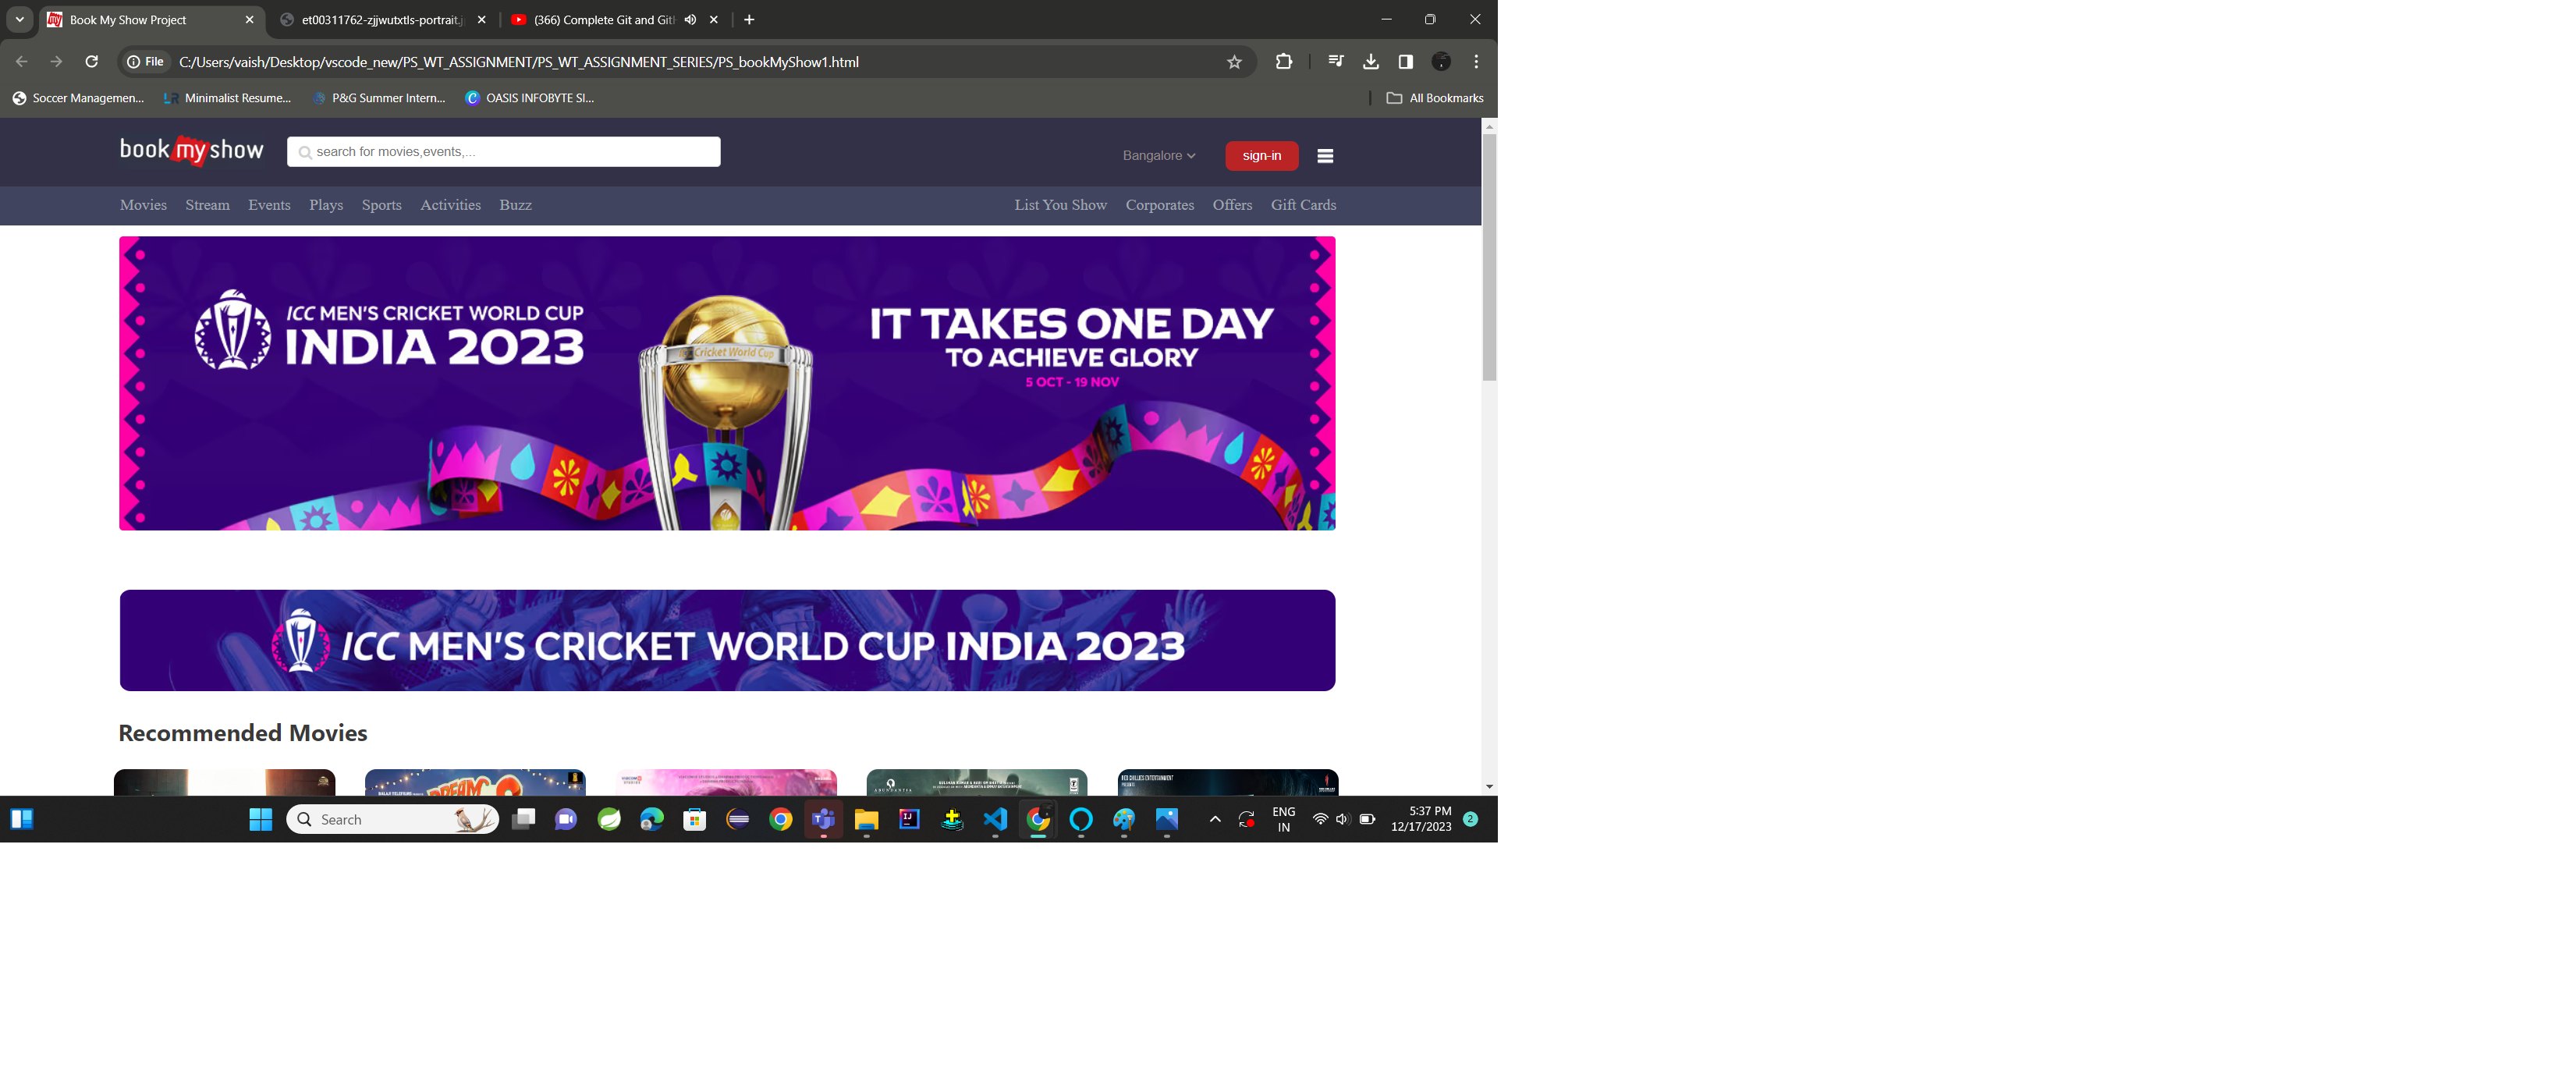 Book My Show Project
et00311762-zjjwutxtls-portrait.j
(366) Complete Git and Git
File
C:/Users/vaish/Desktop/vscode_new/PS_WT_ASSIGNMENT/PS_WT_ASSIGNMENT_SERIES/PS_bookMyShow1.html
Soccer Managemen...
Minimalist Resume...
P&G Summer Intern...
OASIS INFOBYTE SI...
All Bookmarks
book my show
search for movies,events,...
Bangalore
sign-in
Movies Stream Events Plays Sports Activities Buzz
List You Show Corporates Offers Gift Cards
ICC MEN'S CRICKET WORLD CUP
INDIA 2023
Cricket World Cup
IT TAKES ONE DAY
TO ACHIEVE GLORY
5 OCT - 19 NOV
ICC MEN'S CRICKET WORLD CUP INDIA 2023
Recommended Movies
DREAM
RED CHILLIES ENTERTAINMENT
Search
ENG
IN
5:37 PM
12/17/2023
2